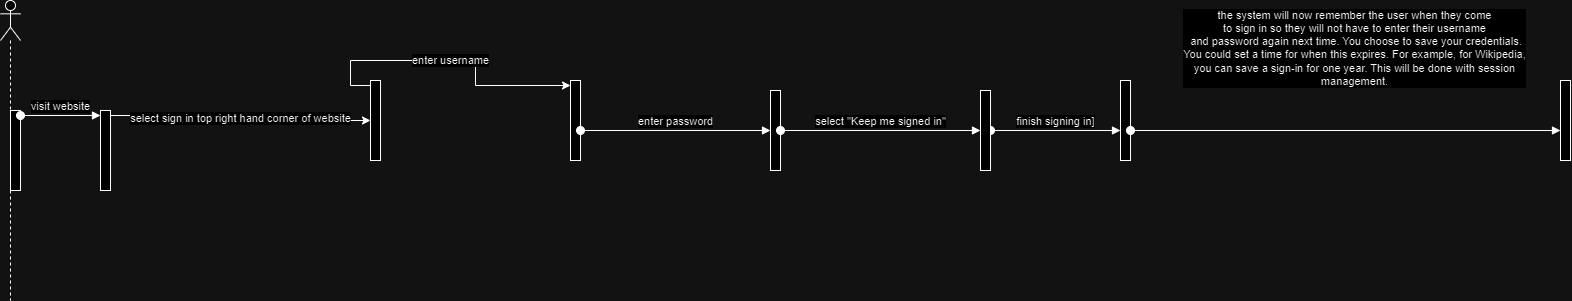 the system will now remember the user when they come
to sign in so they will not have to enter their username
and password again next time. You choose to save your credentials.
You could set a time for when this expires. For example, for Wikipedia,
you can save a sign-in for one year. This will be done with session
management.
enter username
visit website
select sign in top right hand corner of website
enter password
select "Keep me signed in"
finish signing in]